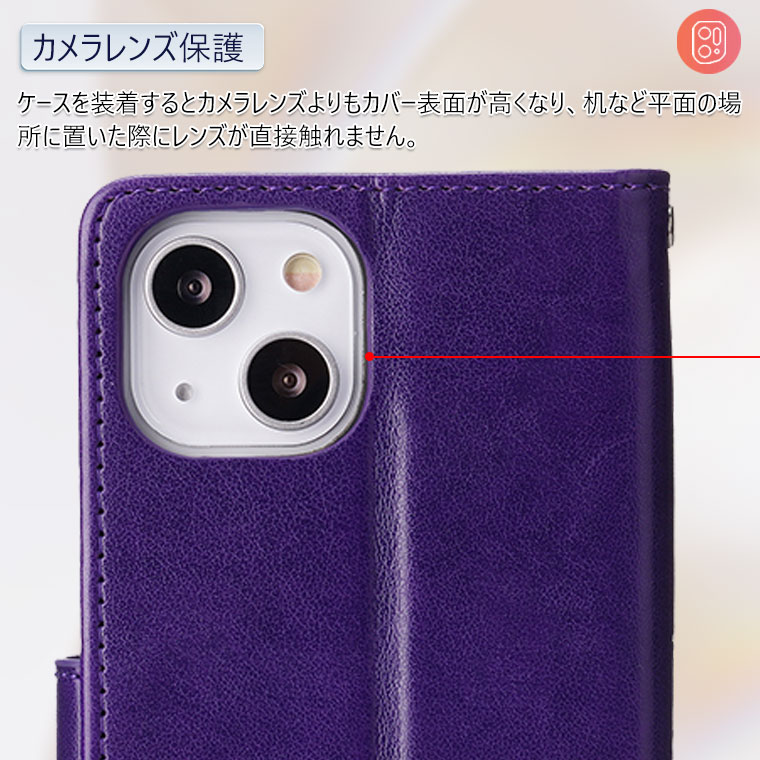 カメラレンズ保護
ケースを装着するとカメラレンズよりもカバー表面が高くなり、机など平面の場
所に置いた際にレンズが直接触れません。